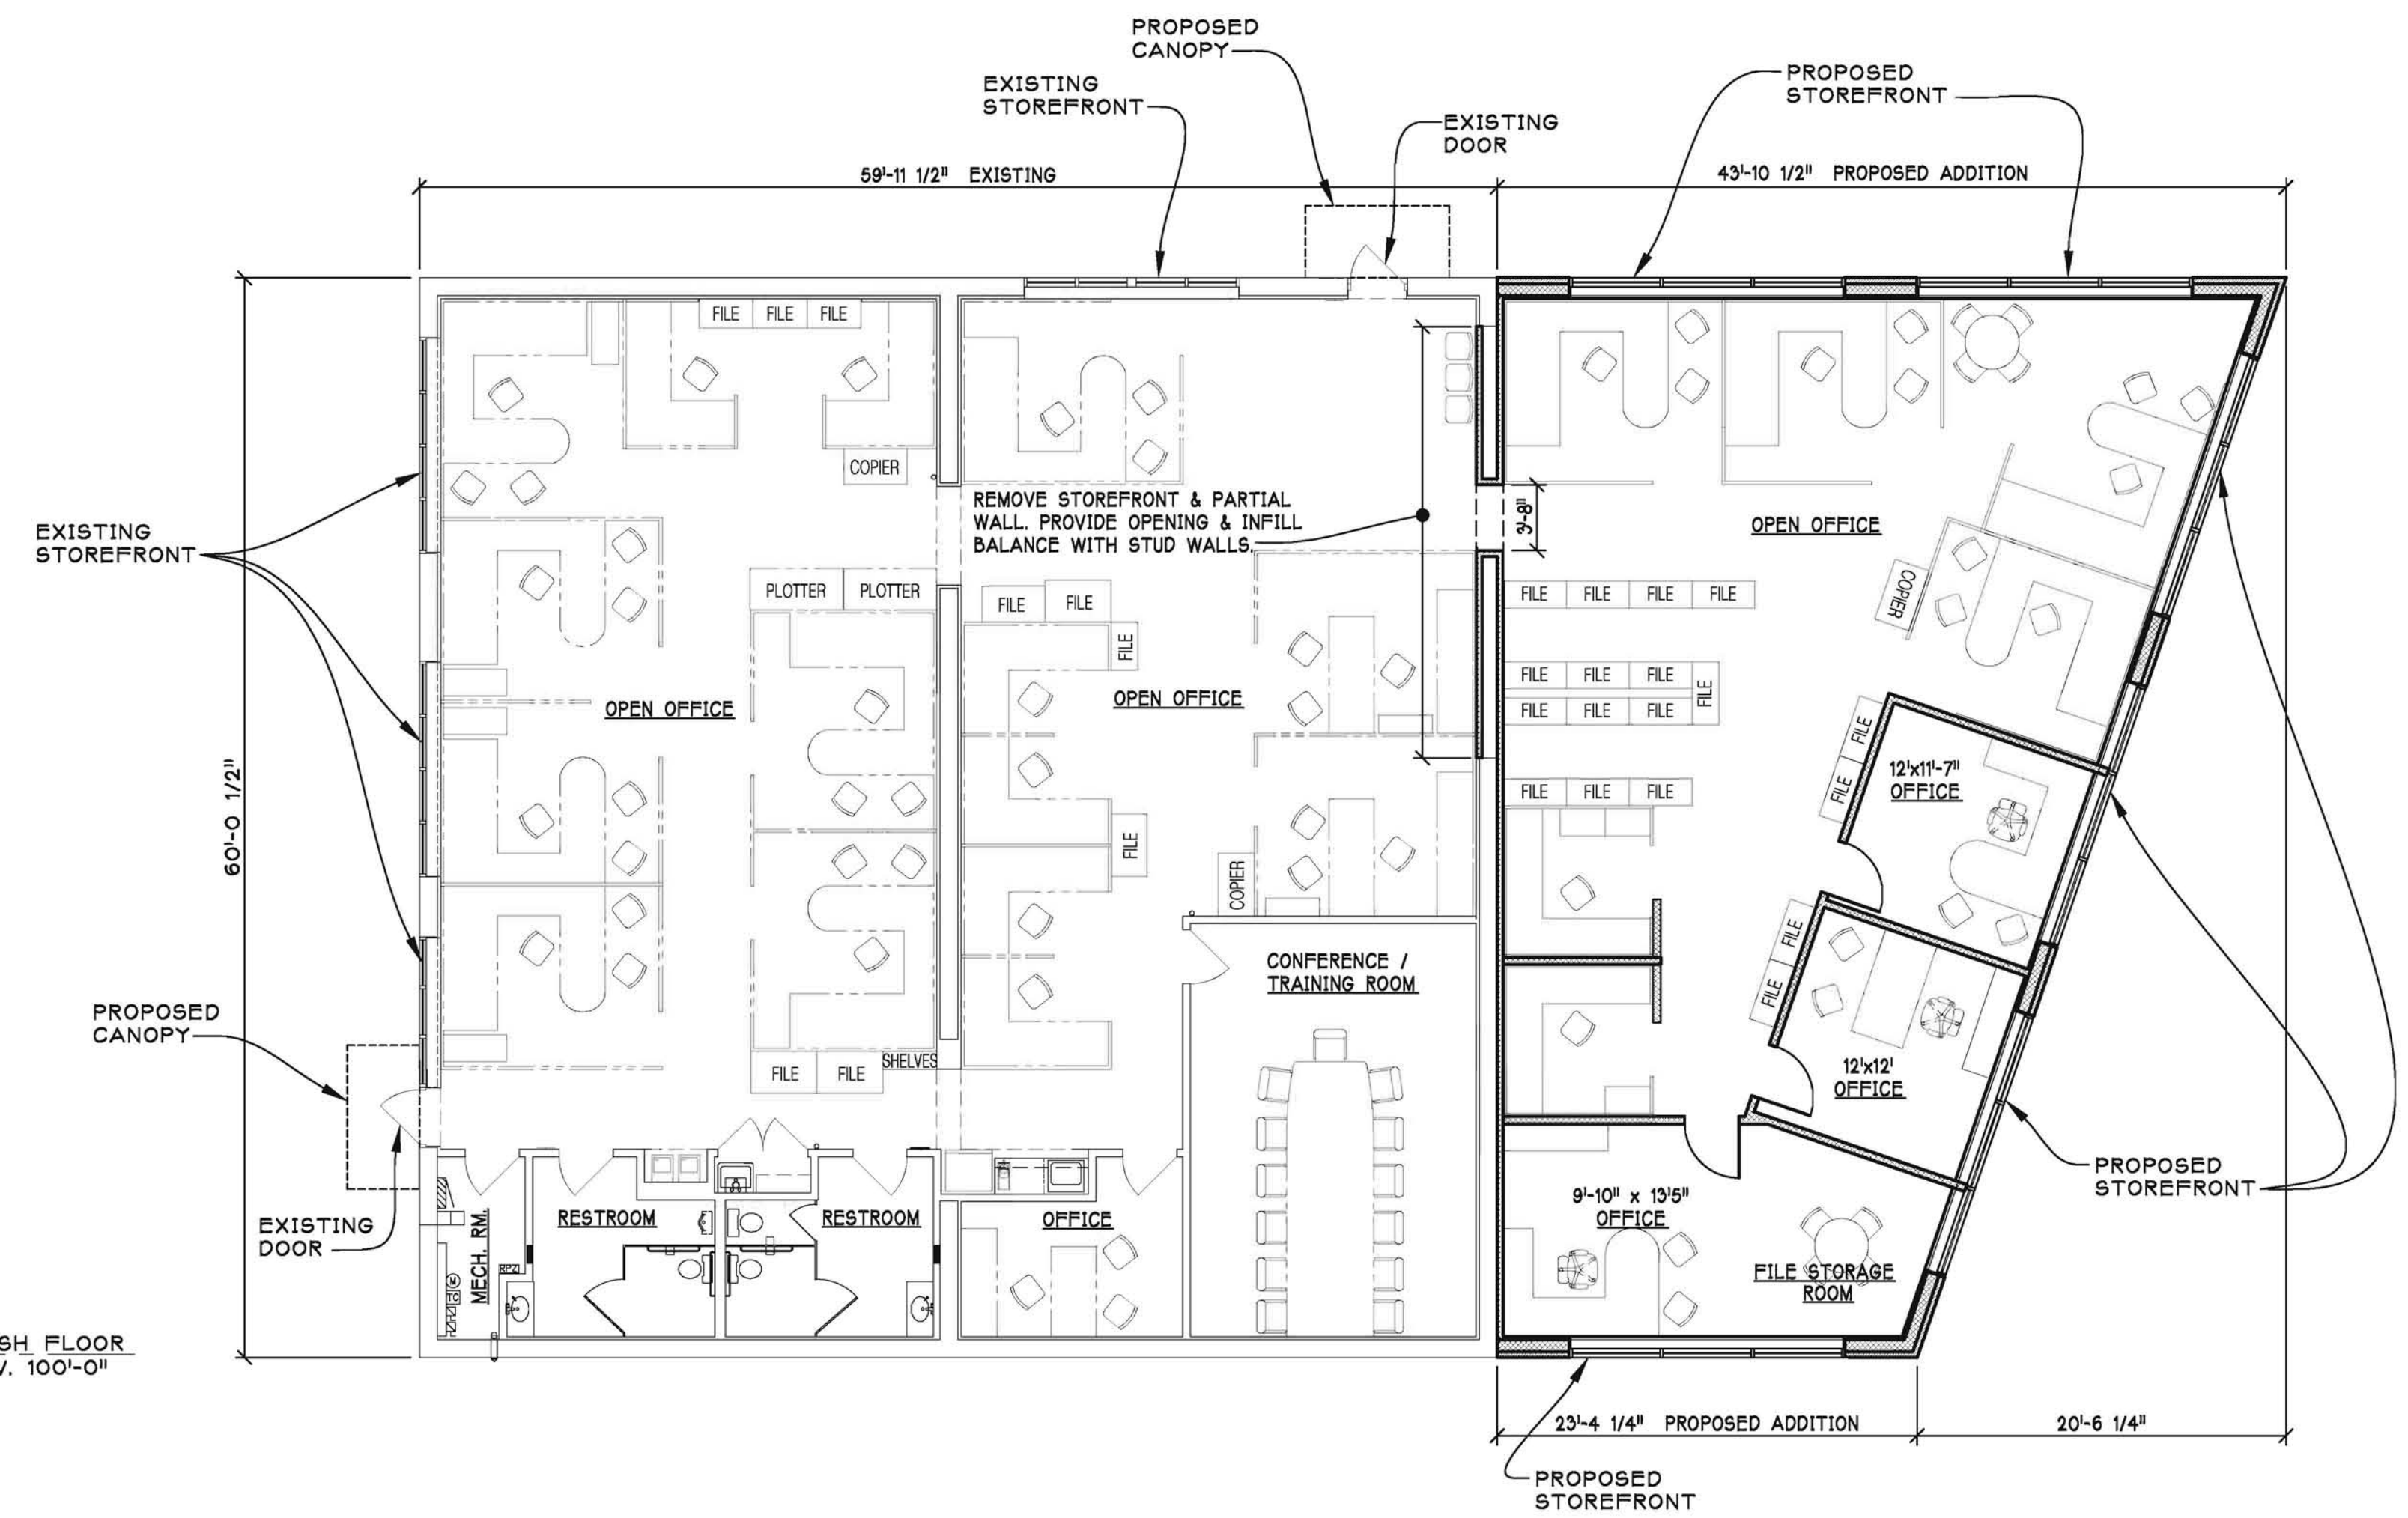 PROPOSED
CANOPY
EXISTING
STOREFRONT
EXISTING
DOOR
PROPOSED
STOREFRONT
59'-11 1/2" EXISTING
43'-10 1/2" PROPOSED ADDITION
FILE
FILE
FILE
COPIER
REMOVE STOREFRONT & PARTIAL
WALL. PROVIDE OPENING & INFILL
BALANCE WITH STUD WALLS.
3'-8"
OPEN OFFICE
EXISTING
STOREFRONT
PLOTTER
PLOTTER
FILE
FILE
FILE
FILE
FILE
FILE
FILE
COPIER
FILE
FILE
FILE
FILE
FILE
FILE
FILE
OPEN OFFICE
OPEN OFFICE
FILE
FILE
12'x11'-7"
OFFICE
60'-0 1/2"
FILE
FILE
FILE
FILE
COPIER
FILE
FILE
CONFERENCE /
TRAINING ROOM
PROPOSED
CANOPY
SHELVES
FILE
FILE
12'x12'
OFFICE
PROPOSED
STOREFRONT
EXISTING
DOOR
MECH. RM.
RESTROOM
RESTROOM
OFFICE
9'-10" x 13'5"
OFFICE
FILE STORAGE
ROOM
RPZ
M
TC
SH FLOOR
V. 100'-0"
23'-4 1/4" PROPOSED ADDITION
20'-6 1/4"
PROPOSED
STOREFRONT